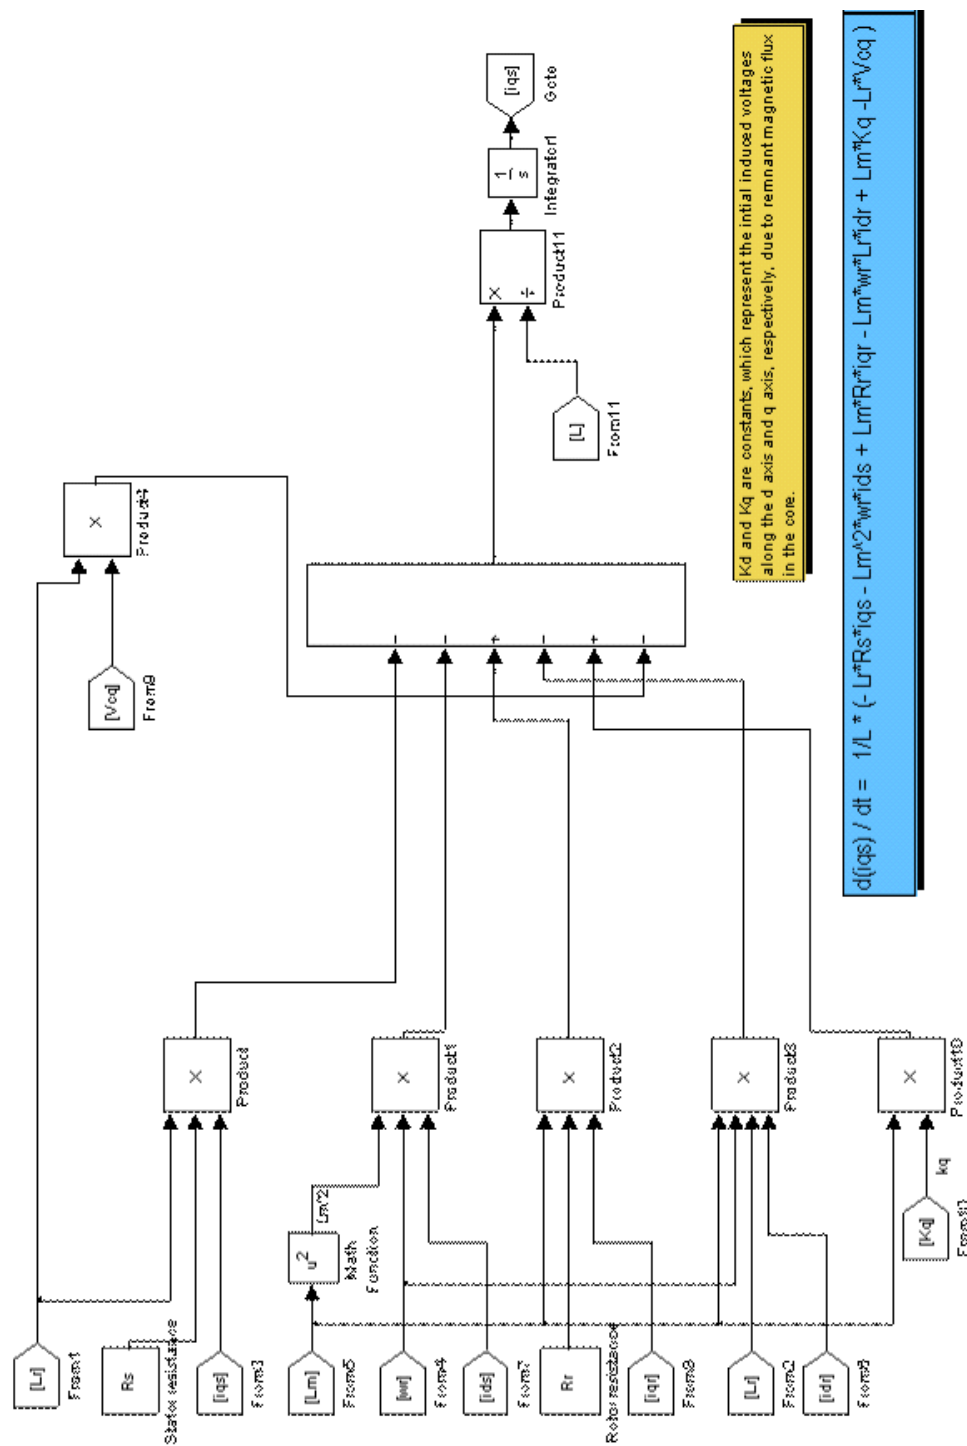 [Lr]
From1
Rs
Stator resistance
[iqs]
From3
[Lm]
From5
u²
Math
Function
Lm^2
[wr]
From4
[ids]
From7
Rr
Rotor resistance
[iqr]
[Lr]
From2
[idr]
[Kq]
kq
×
Product
×
Product1
×
Product2
×
Product3
×
Product10
[Vcq]
From9
×
Product4
−
−
+
−
+
−
[L]
From11
×
÷
Product11
1
s
Integrator1
[iqs]
Goto
Kd and Kq are constants, which represent the intial induced voltages
along the d axis and q axis, respectively, due to remnant magnetic flux
in the core.
d(iqs) / dt = 1/L * (- Lr*Rs*iqs - Lm^2*wr*ids + Lm*Rr*iqr - Lm*wr*Lr*idr + Lm*Kq -Lr*Vcq )